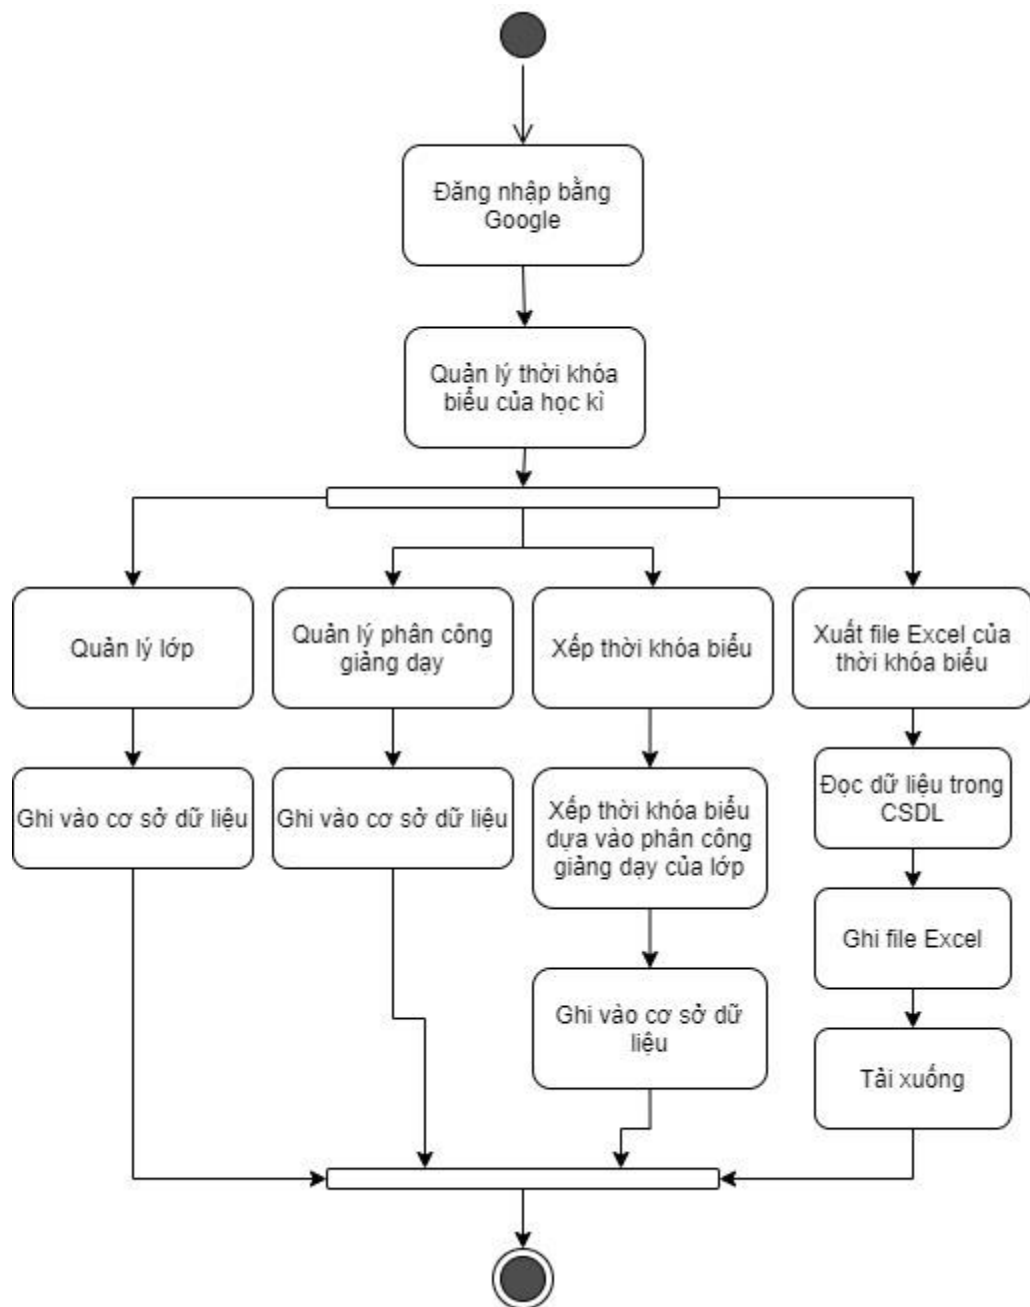 Đăng nhập bằng
Google
Quản lý thời khóa
biểu của học kì
Quản lý lớp
Quản lý phân công
giảng dạy
Xếp thời khóa biểu
Xuất file Excel của
thời khóa biểu
Ghi vào cơ sở dữ liệu
Ghi vào cơ sở dữ liệu
Xếp thời khóa biểu
dựa vào phân công
giảng dạy của lớp
Đọc dữ liệu trong
CSDL
Ghi file Excel
Ghi vào cơ sở dữ
liệu
Tải xuống